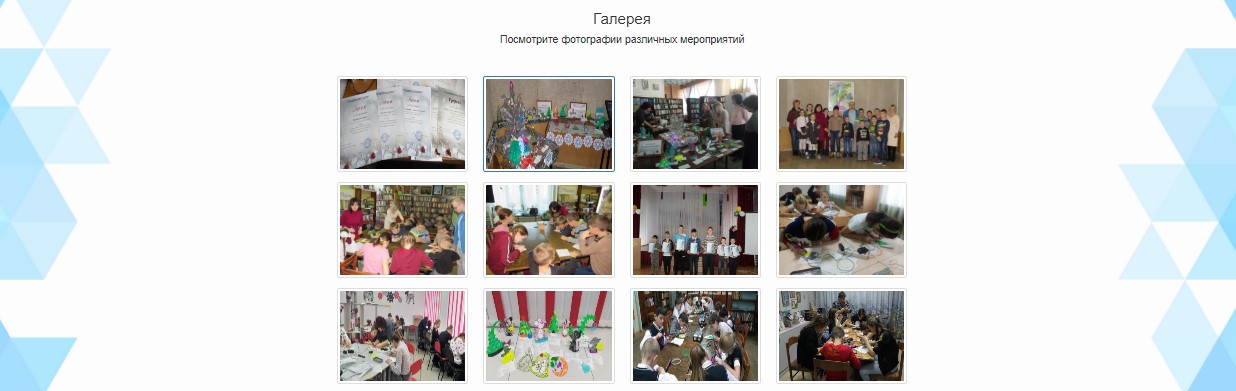 Галерея
Посмотрите фотографии различных мероприятий